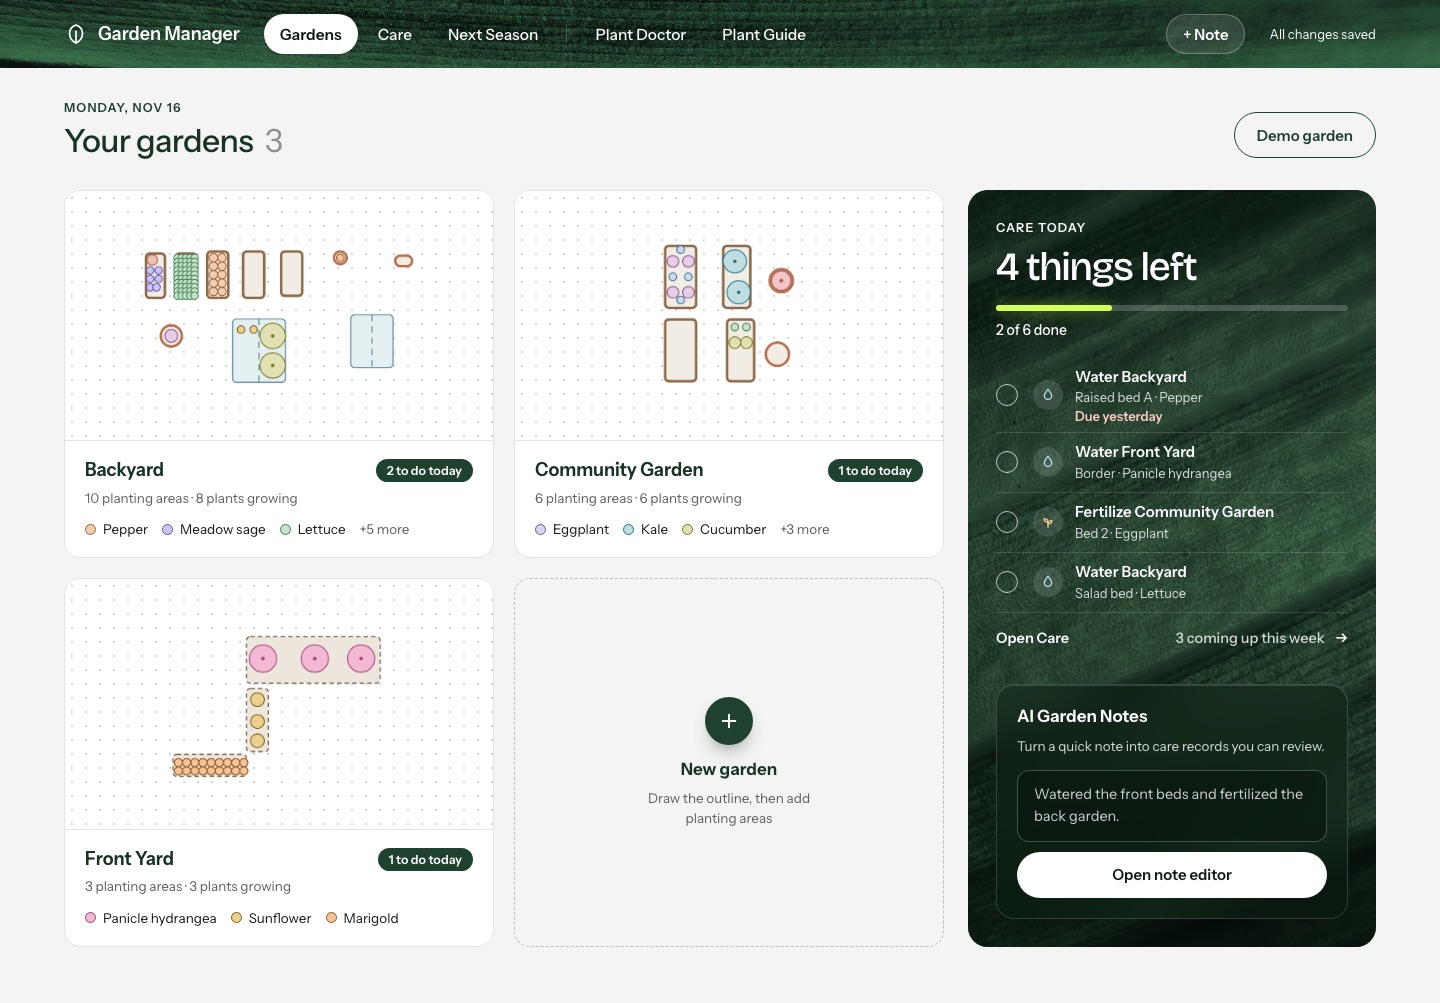 Garden Manager
Gardens
Care
Next Season
Plant Doctor
Plant Guide
+ Note
All changes saved
MONDAY, NOV 16
Your gardens 3
Demo garden
Backyard
2 to do today
10 planting areas · 8 plants growing
Pepper
Meadow sage
Lettuce
+5 more
Community Garden
1 to do today
6 planting areas · 6 plants growing
Eggplant
Kale
Cucumber
+3 more
Front Yard
1 to do today
3 planting areas · 3 plants growing
Panicle hydrangea
Sunflower
Marigold
New garden
Draw the outline, then add
planting areas
CARE TODAY
4 things left
2 of 6 done
Water Backyard
Raised bed A · Pepper
Due yesterday
Water Front Yard
Border · Panicle hydrangea
Fertilize Community Garden
Bed 2 · Eggplant
Water Backyard
Salad bed · Lettuce
Open Care
3 coming up this week →
AI Garden Notes
Turn a quick note into care records you can review.
Watered the front beds and fertilized the
back garden.
Open note editor